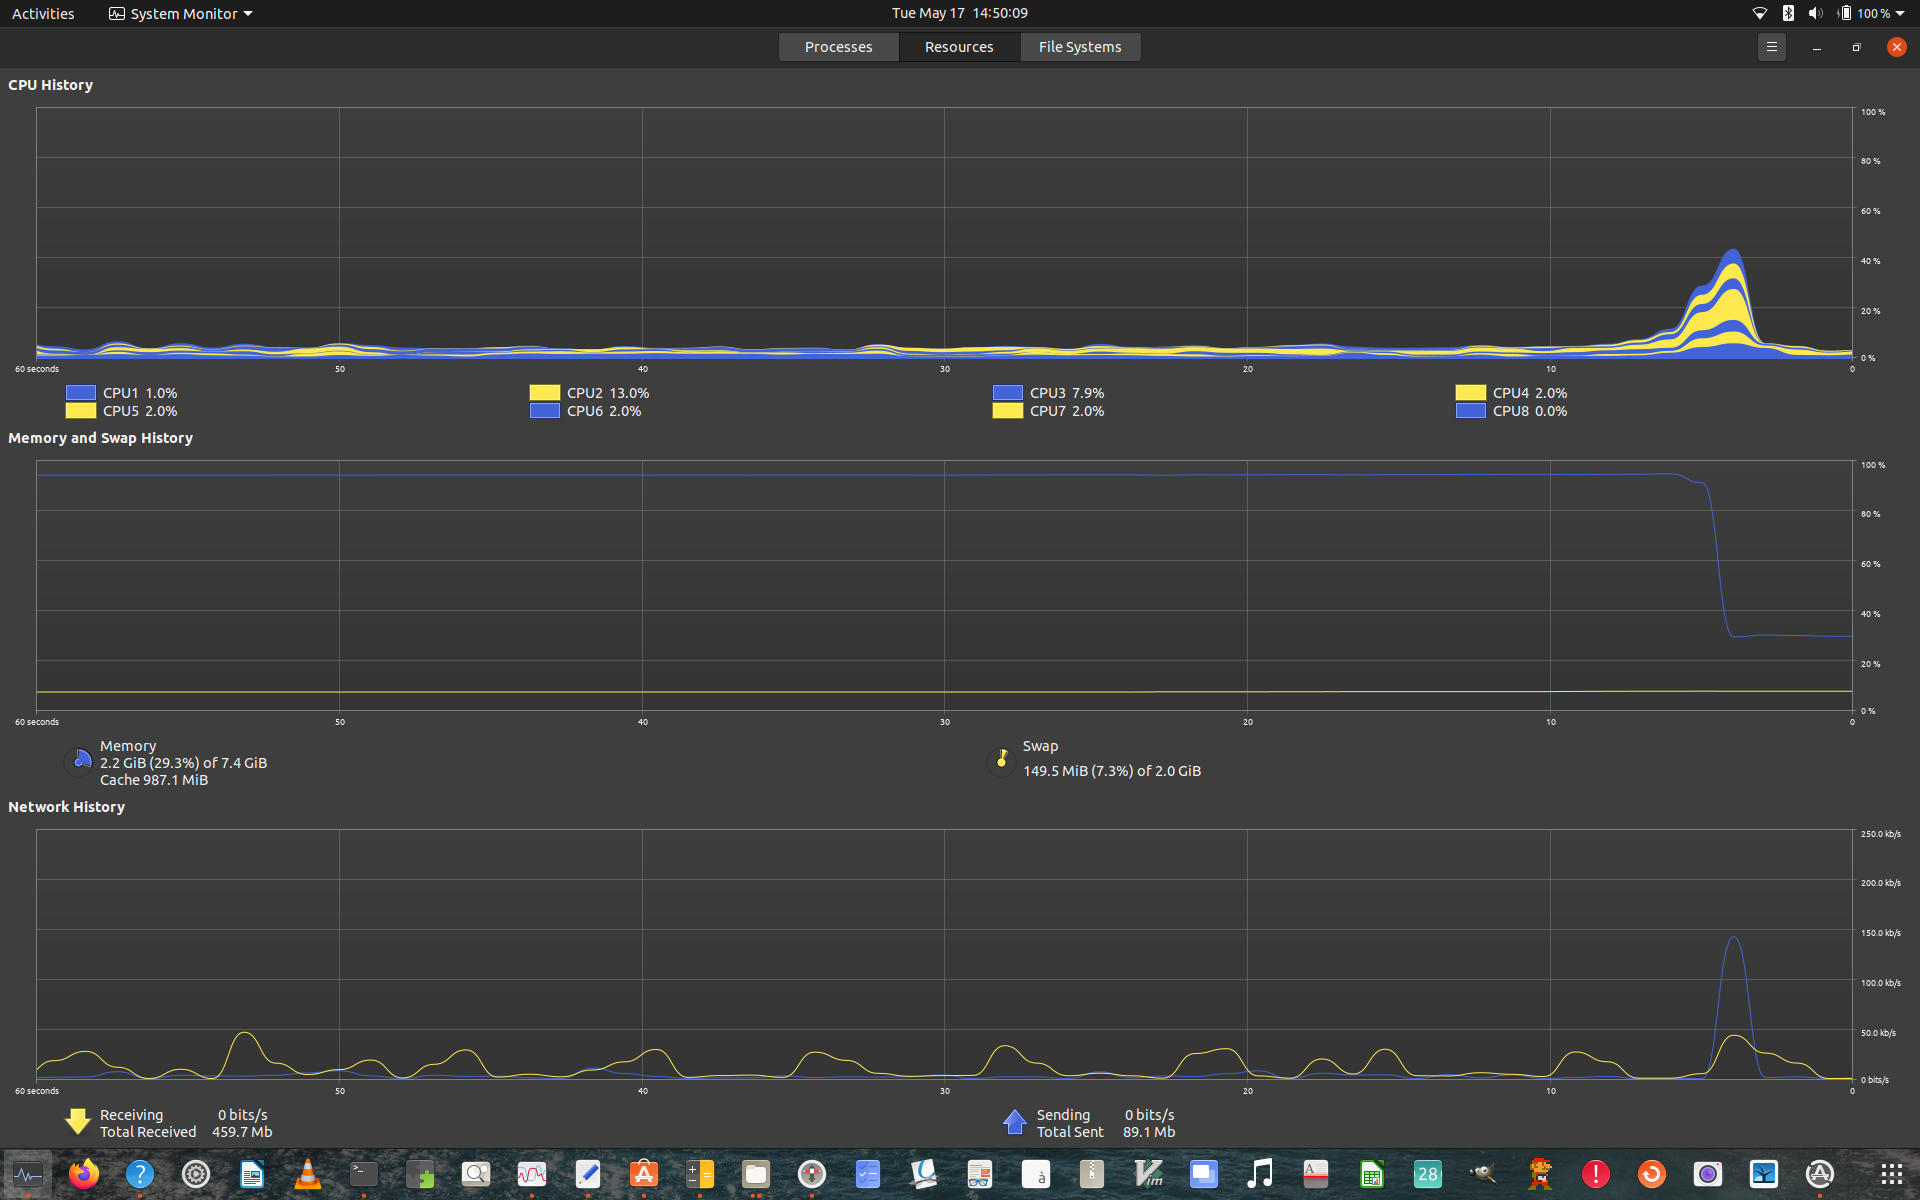 Activities System Monitor Tue May 17 14:50:09 100 %
Processes Resources File Systems
CPU History
100 %
80 %
60 %
40 %
20 %
0 %
60 seconds 50 40 30 20 10 0
CPU1 1.0% CPU2 13.0% CPU3 7.9% CPU4 2.0%
CPU5 2.0% CPU6 2.0% CPU7 2.0% CPU8 0.0%
Memory and Swap History
100 %
80 %
60 %
40 %
20 %
0 %
60 seconds 50 40 30 20 10 0
Memory
2.2 GiB (29.3%) of 7.4 GiB
Cache 987.1 MiB
Swap
149.5 MiB (7.3%) of 2.0 GiB
Network History
250.0 kb/s
200.0 kb/s
150.0 kb/s
100.0 kb/s
50.0 kb/s
0 bits/s
60 seconds 50 40 30 20 10 0
Receiving 0 bits/s
Total Received 459.7 Mb
Sending 0 bits/s
Total Sent 89.1 Mb
? >_ A à Vim A 28 ! A